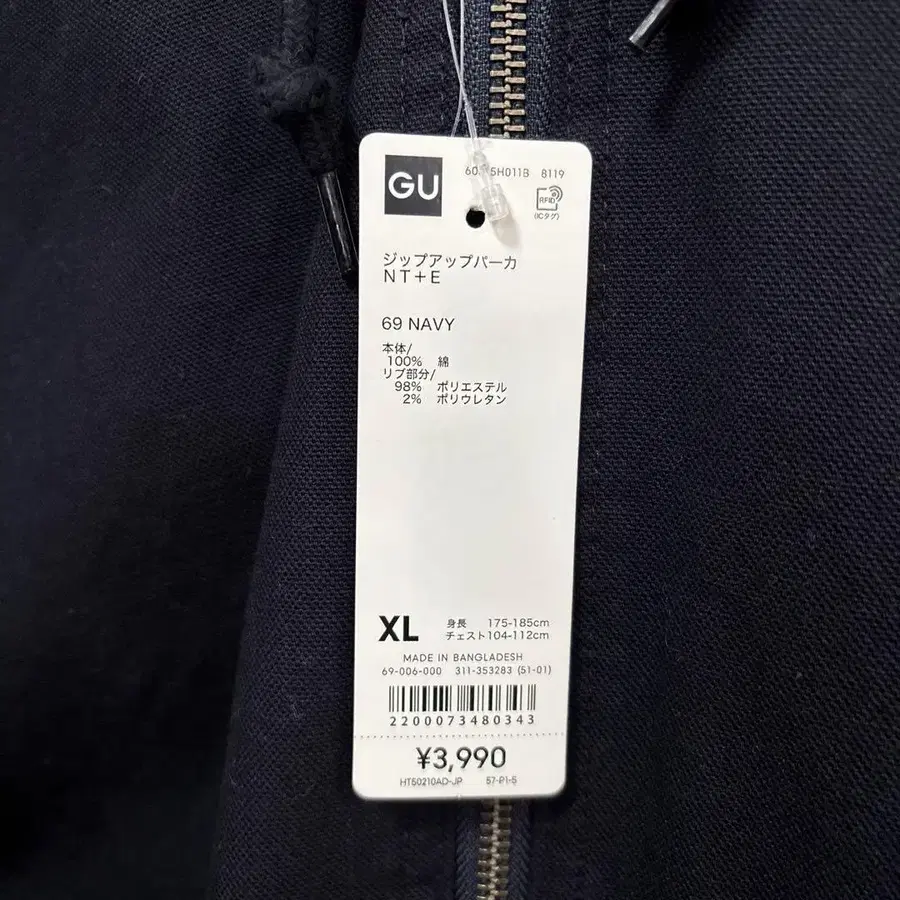 GU
5H011B 8119
RFID
(ICタグ)
ジップアップパーカ
NT+E
69 NAVY
本体/
100% 綿
リブ部分/
98% ポリエステル
2% ポリウレタン
XL
身長 175-185cm
チェスト104-112cm
MADE IN BANGLADESH
69-006-000 311-353283 (51-01)
2200073480343
¥3,990
HT50210AD-JP 57-P1-5